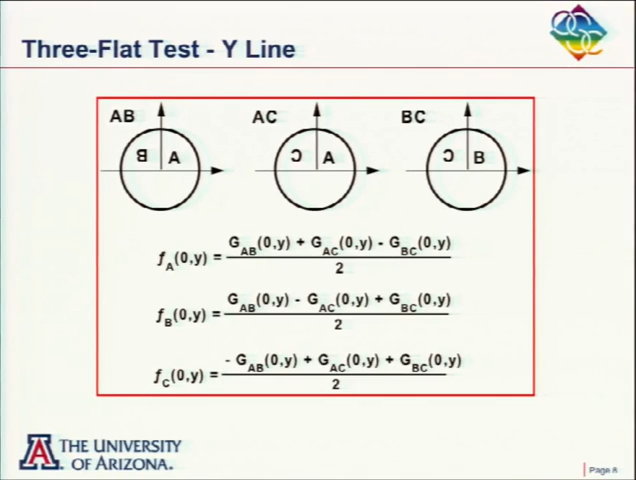 Three-Flat Test - Y Line
AB AC BC
B A C A C B
f_A(0,y) = G_AB(0,y) + G_AC(0,y) - G_BC(0,y)
2
f_B(0,y) = G_AB(0,y) - G_AC(0,y) + G_BC(0,y)
2
f_C(0,y) = - G_AB(0,y) + G_AC(0,y) + G_BC(0,y)
2
A THE UNIVERSITY
OF ARIZONA.
Page 8